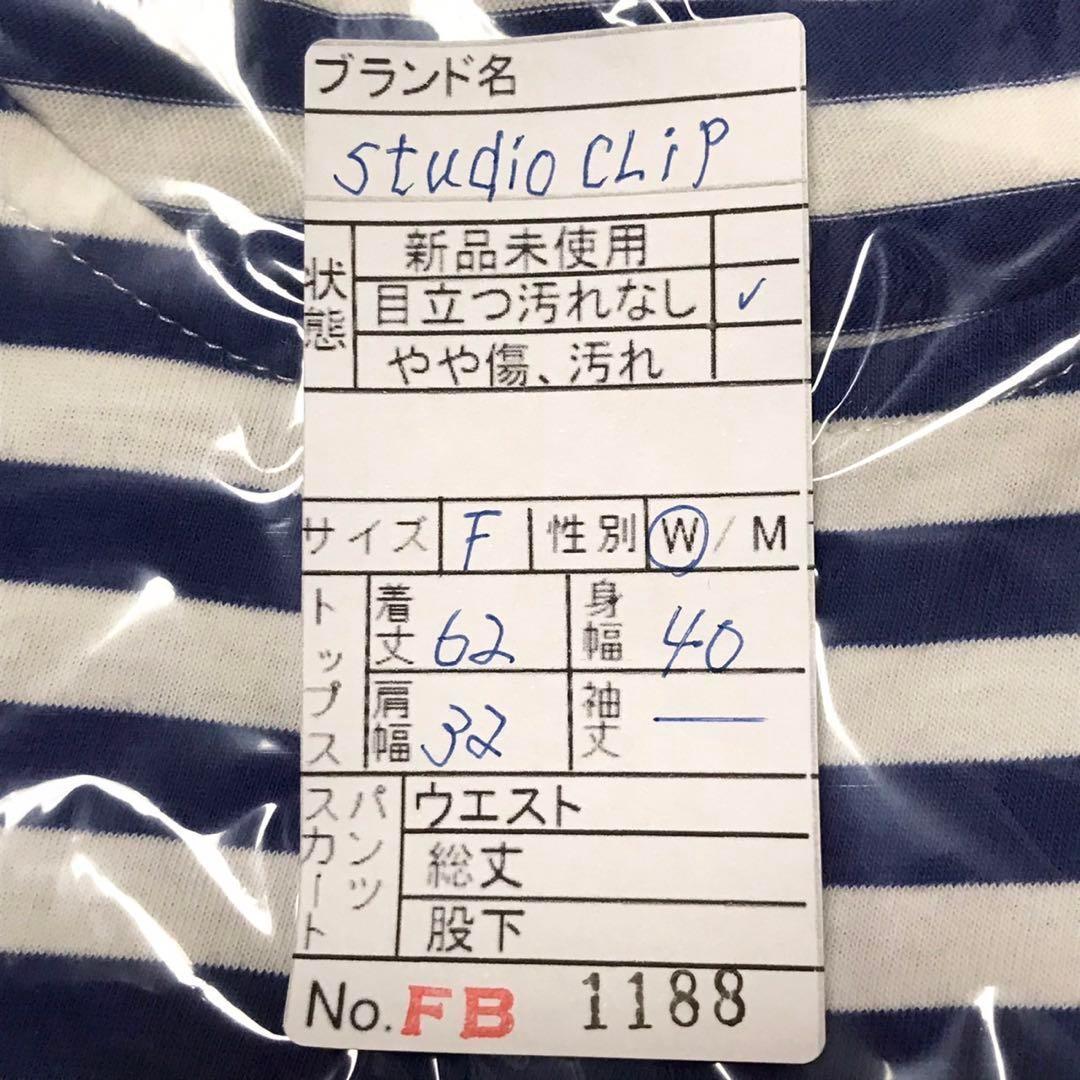 ブランド名
studio CLiP
状態
新品未使用
目立つ汚れなし ✓
やや傷、汚れ
サイズ F 性別 W / M
トップス
着丈 62 身幅 40
肩幅 32 袖丈 —
パンツ
スカート
ウエスト
総丈
股下
No. FB 1188